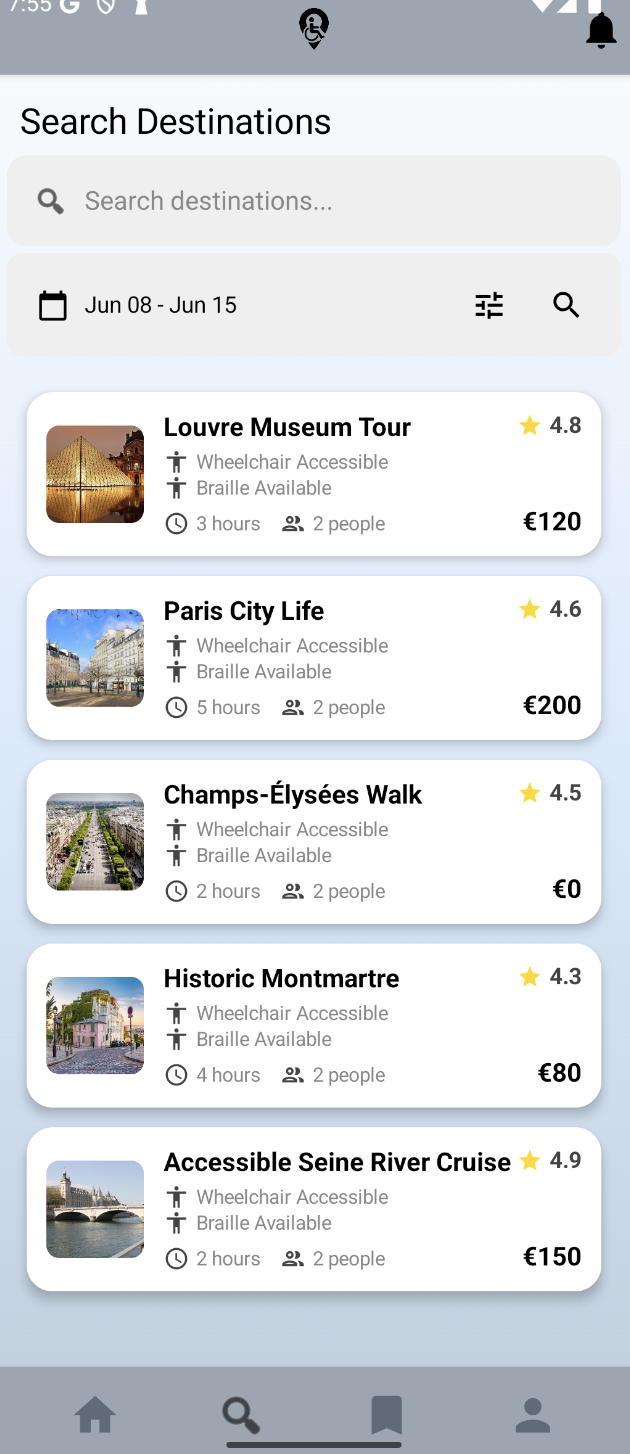 7:55
Search Destinations
Search destinations...
Jun 08 - Jun 15
Louvre Museum Tour 4.8
Wheelchair Accessible
Braille Available
3 hours 2 people €120
Paris City Life 4.6
Wheelchair Accessible
Braille Available
5 hours 2 people €200
Champs-Élysées Walk 4.5
Wheelchair Accessible
Braille Available
2 hours 2 people €0
Historic Montmartre 4.3
Wheelchair Accessible
Braille Available
4 hours 2 people €80
Accessible Seine River Cruise 4.9
Wheelchair Accessible
Braille Available
2 hours 2 people €150